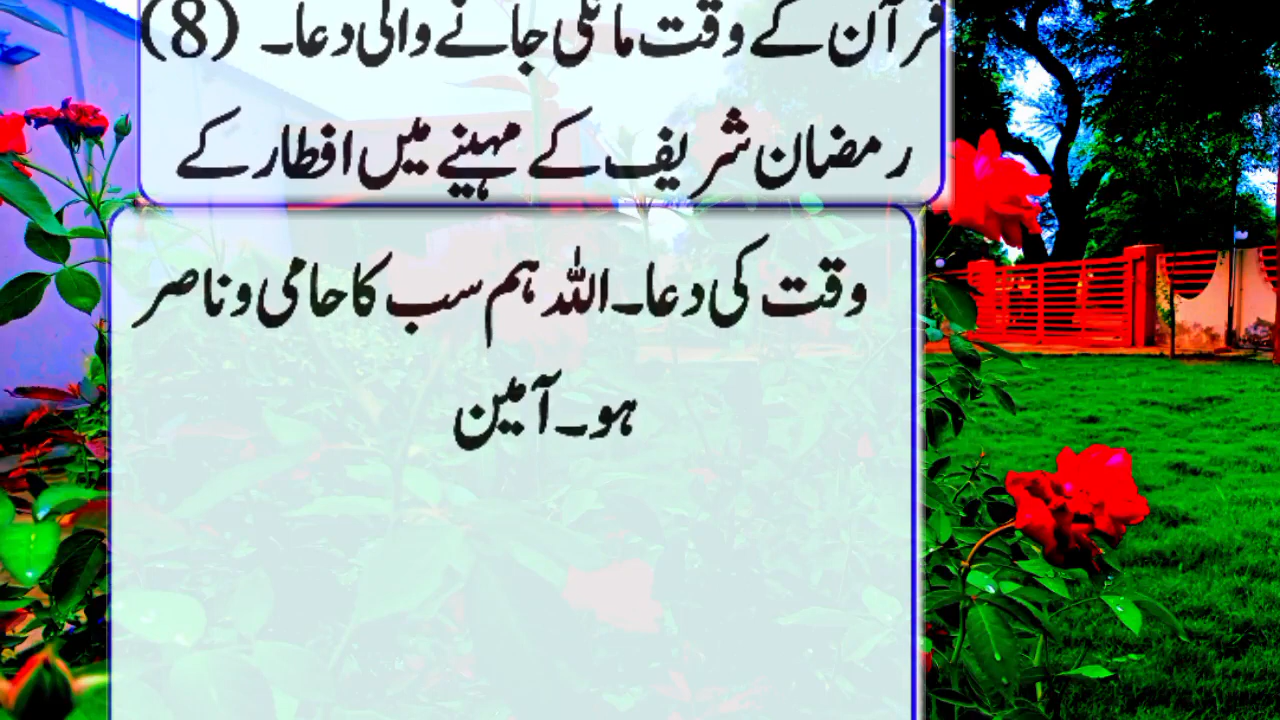 قرآن کے وقت مانگی جانے والی دعا۔ (8)
رمضان شریف کے مہینے میں افطار کے
وقت کی دعا۔ اللہ ہم سب کا حامی و ناصر
ہو۔ آمین